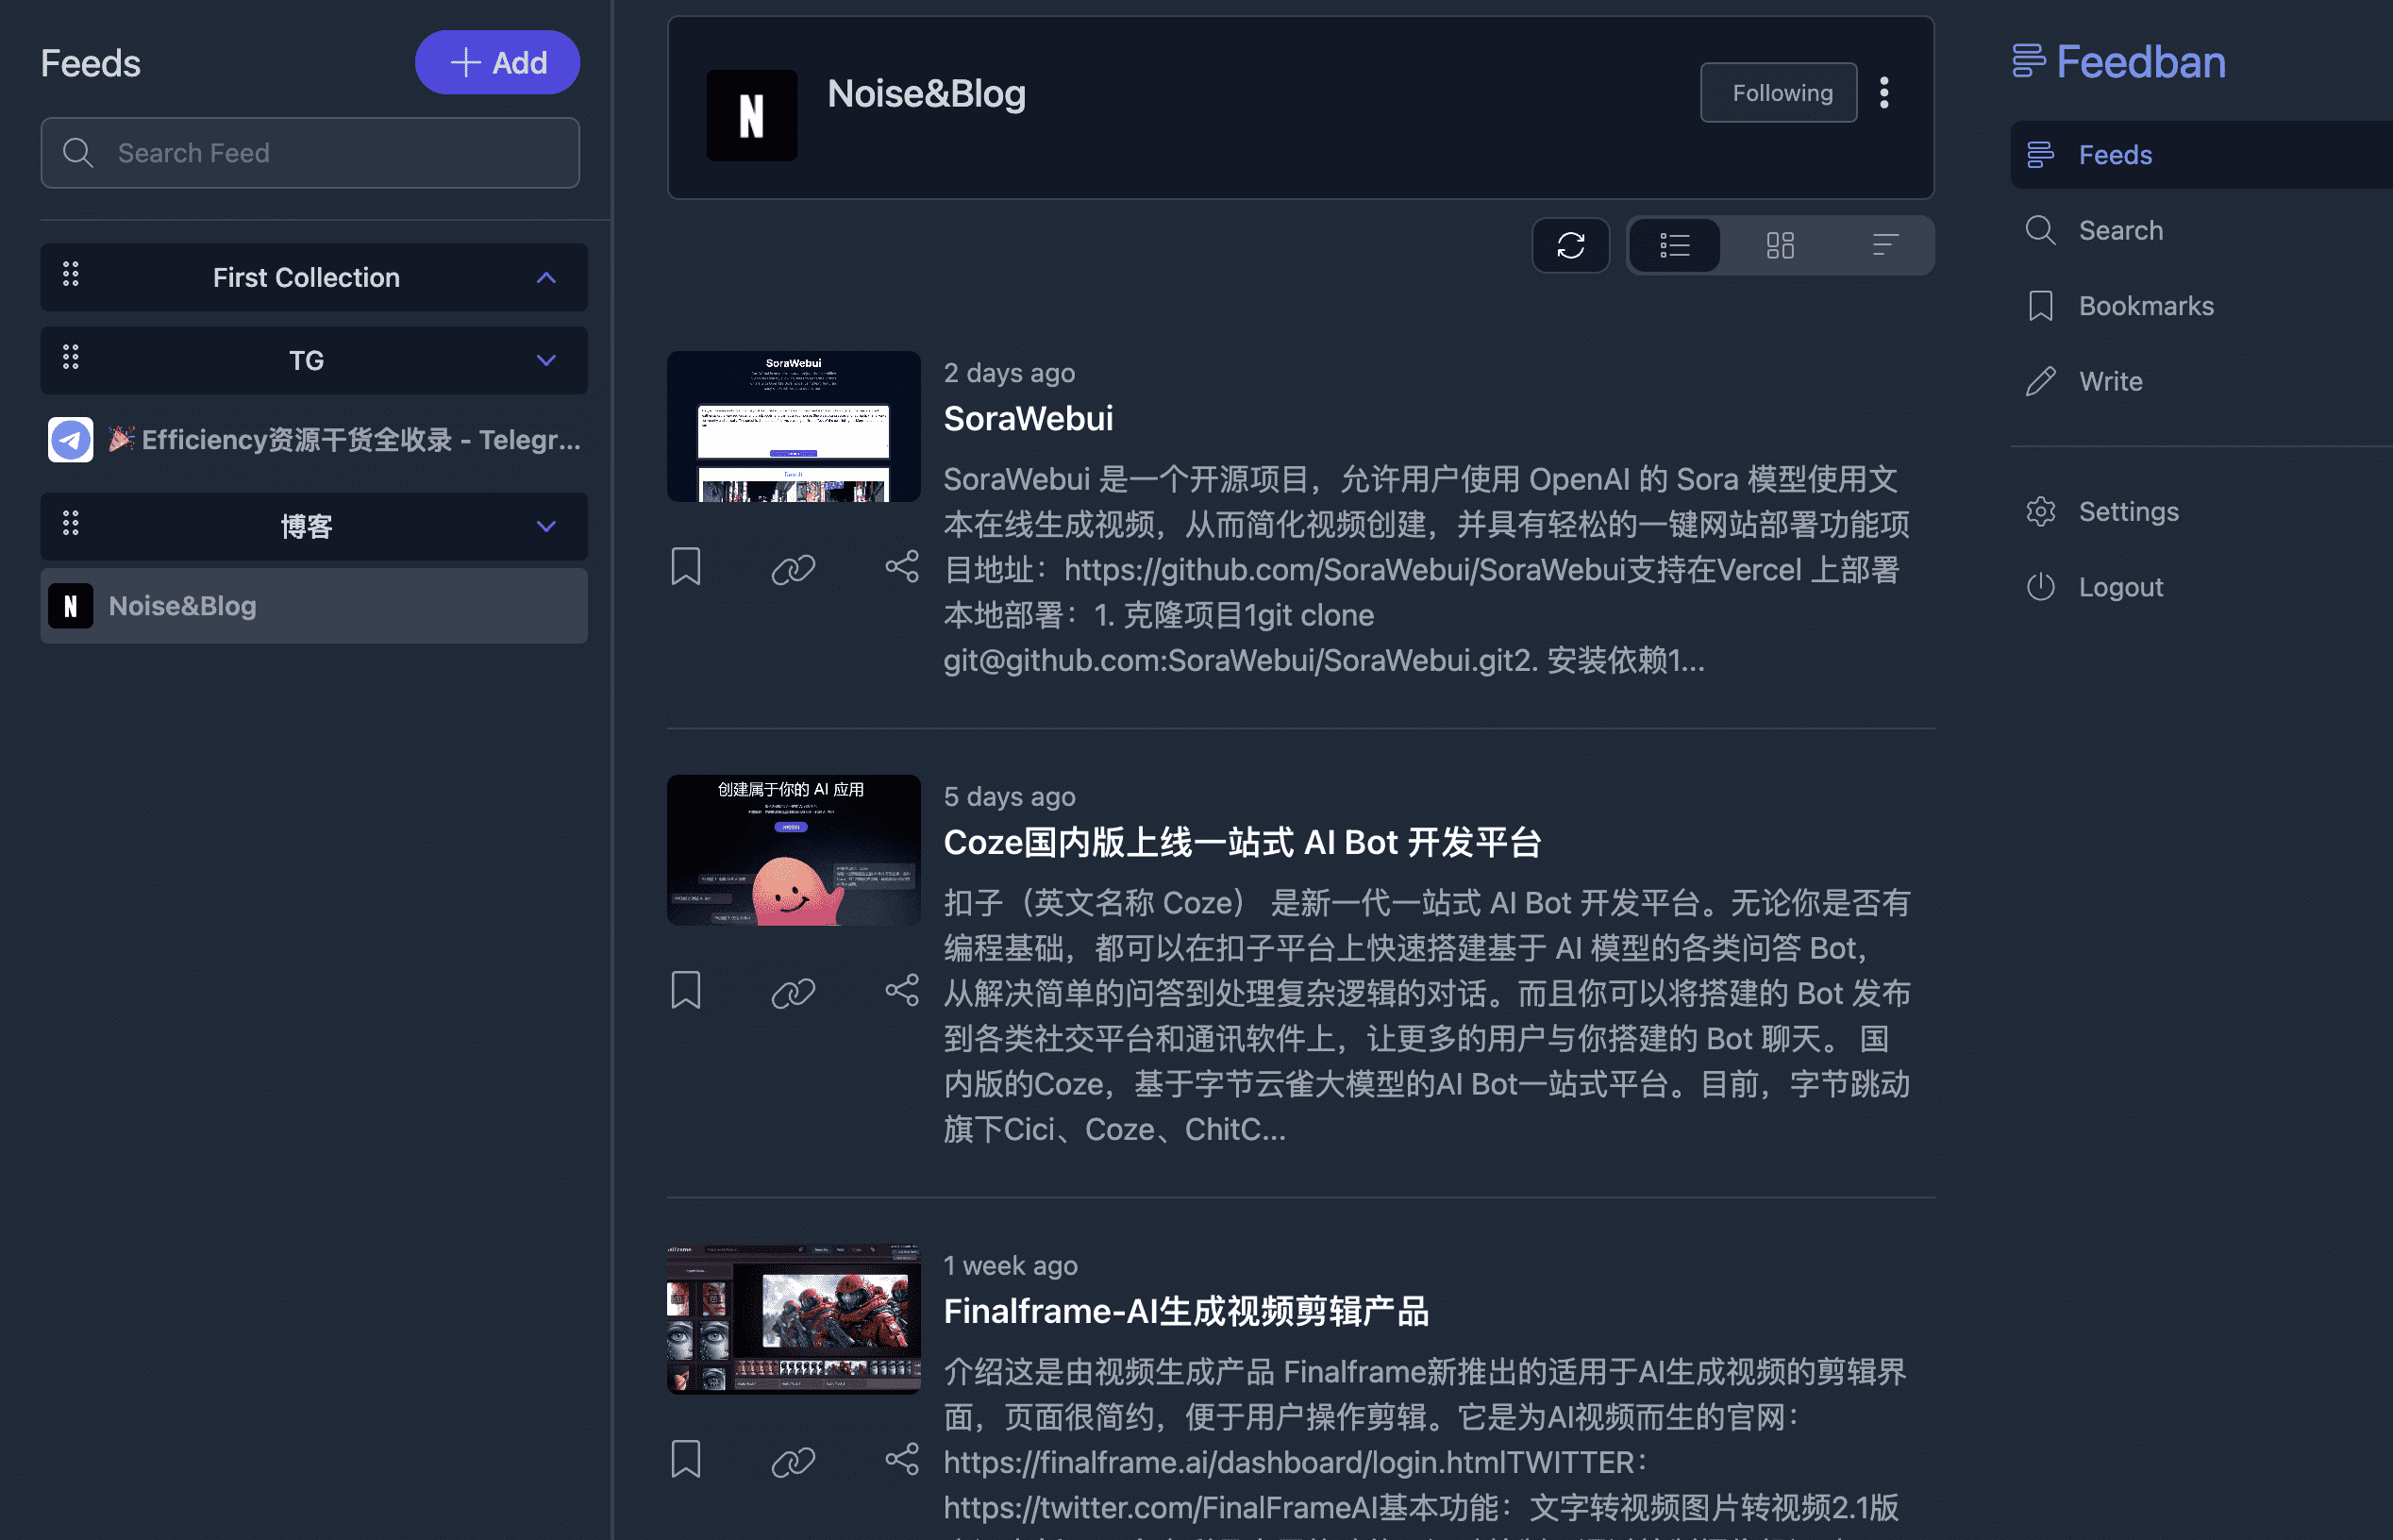 Feeds
Add
Search Feed
First Collection
TG
Efficiency资源干货全收录 - Telegr...
博客
N
Noise&Blog
N
Noise&Blog
Following
SoraWebui
2 days ago
SoraWebui
SoraWebui 是一个开源项目，允许用户使用 OpenAI 的 Sora 模型使用文
本在线生成视频，从而简化视频创建，并具有轻松的一键网站部署功能项
目地址：https://github.com/SoraWebui/SoraWebui支持在Vercel 上部署
本地部署：1. 克隆项目1git clone
git@github.com:SoraWebui/SoraWebui.git2. 安装依赖1...
创建属于你的 AI 应用
5 days ago
Coze国内版上线一站式 AI Bot 开发平台
扣子（英文名称 Coze） 是新一代一站式 AI Bot 开发平台。无论你是否有
编程基础，都可以在扣子平台上快速搭建基于 AI 模型的各类问答 Bot，
从解决简单的问答到处理复杂逻辑的对话。而且你可以将搭建的 Bot 发布
到各类社交平台和通讯软件上，让更多的用户与你搭建的 Bot 聊天。 国
内版的Coze，基于字节云雀大模型的AI Bot一站式平台。目前，字节跳动
旗下Cici、Coze、ChitC...
1 week ago
Finalframe-AI生成视频剪辑产品
介绍这是由视频生成产品 Finalframe新推出的适用于AI生成视频的剪辑界
面，页面很简约，便于用户操作剪辑。它是为AI视频而生的官网：
https://finalframe.ai/dashboard/login.htmlTWITTER：
https://twitter.com/FinalFrameAI基本功能：文字转视频图片转视频2.1版
Feedban
Feeds
Search
Bookmarks
Write
Settings
Logout